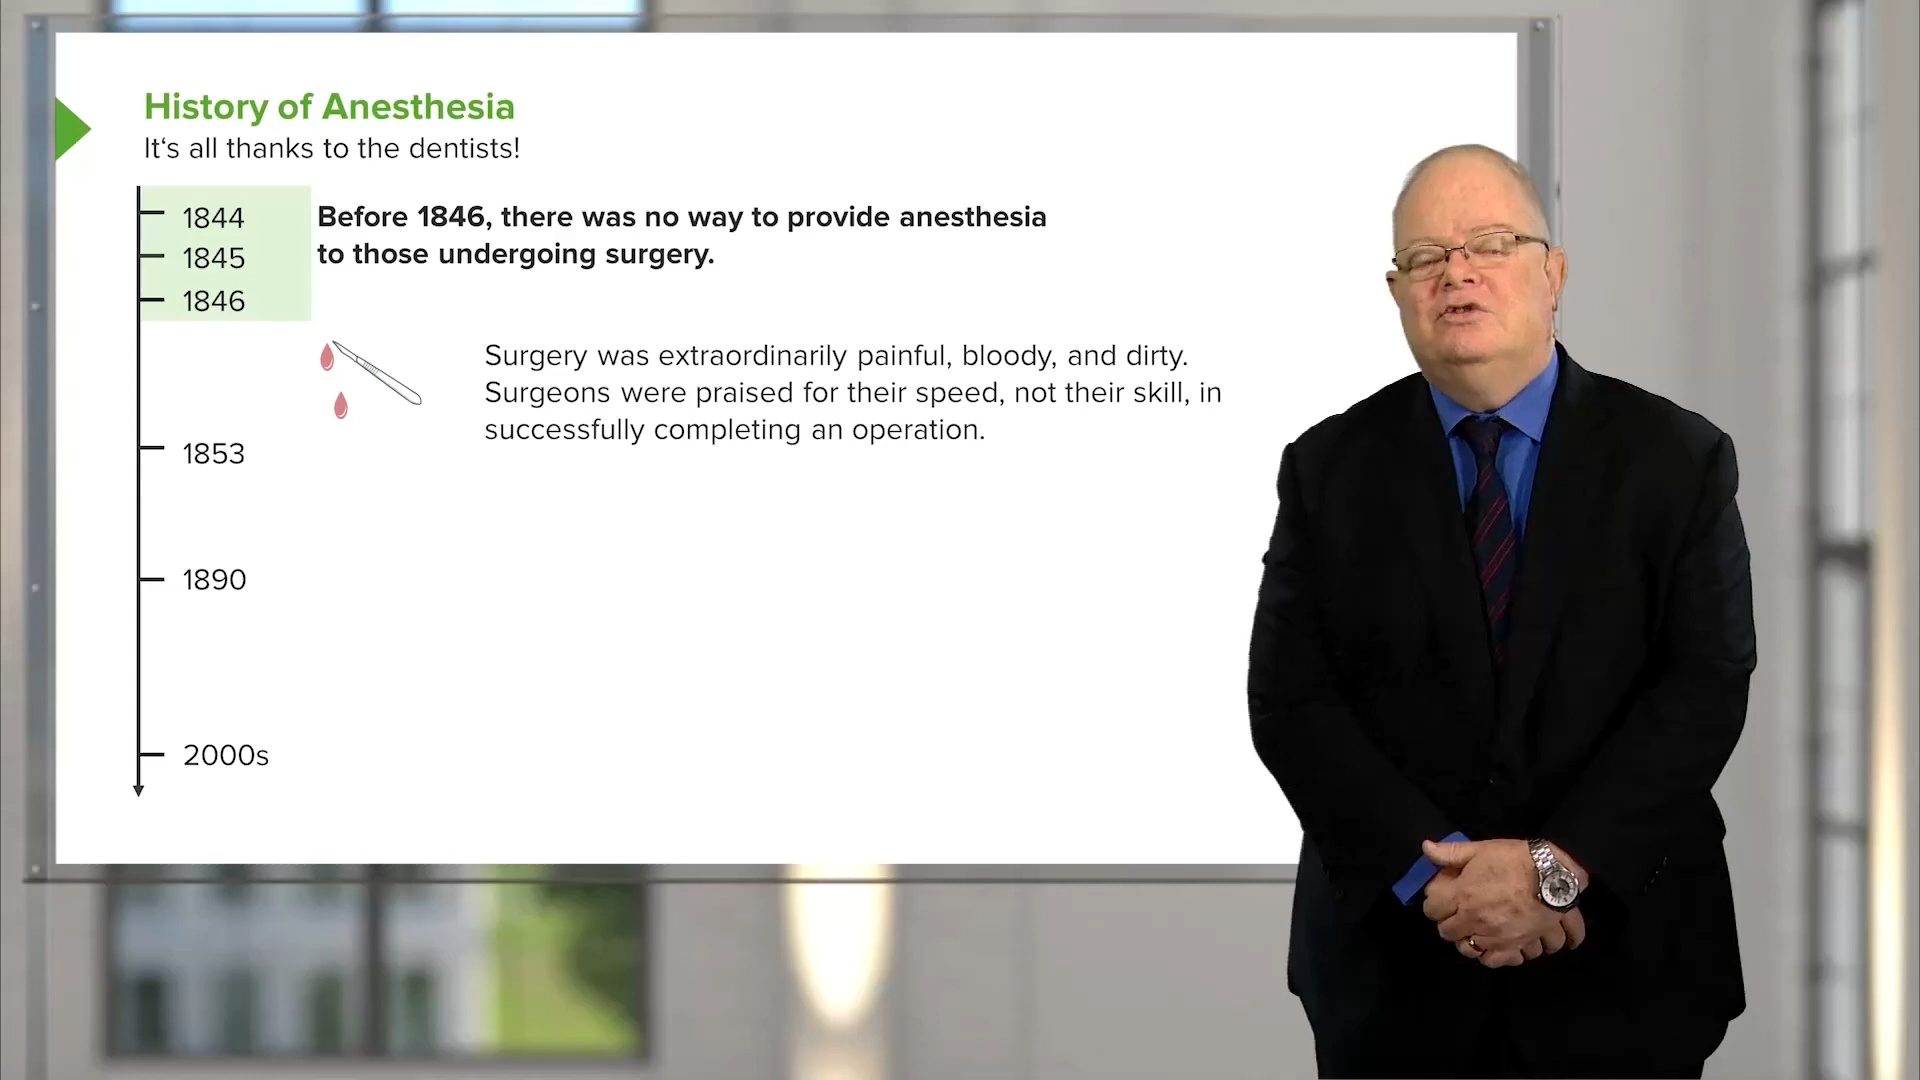 History of Anesthesia
It‘s all thanks to the dentists!
1844
1845
1846
Before 1846, there was no way to provide anesthesia
to those undergoing surgery.
Surgery was extraordinarily painful, bloody, and dirty.
Surgeons were praised for their speed, not their skill, in
successfully completing an operation.
1853
1890
2000s